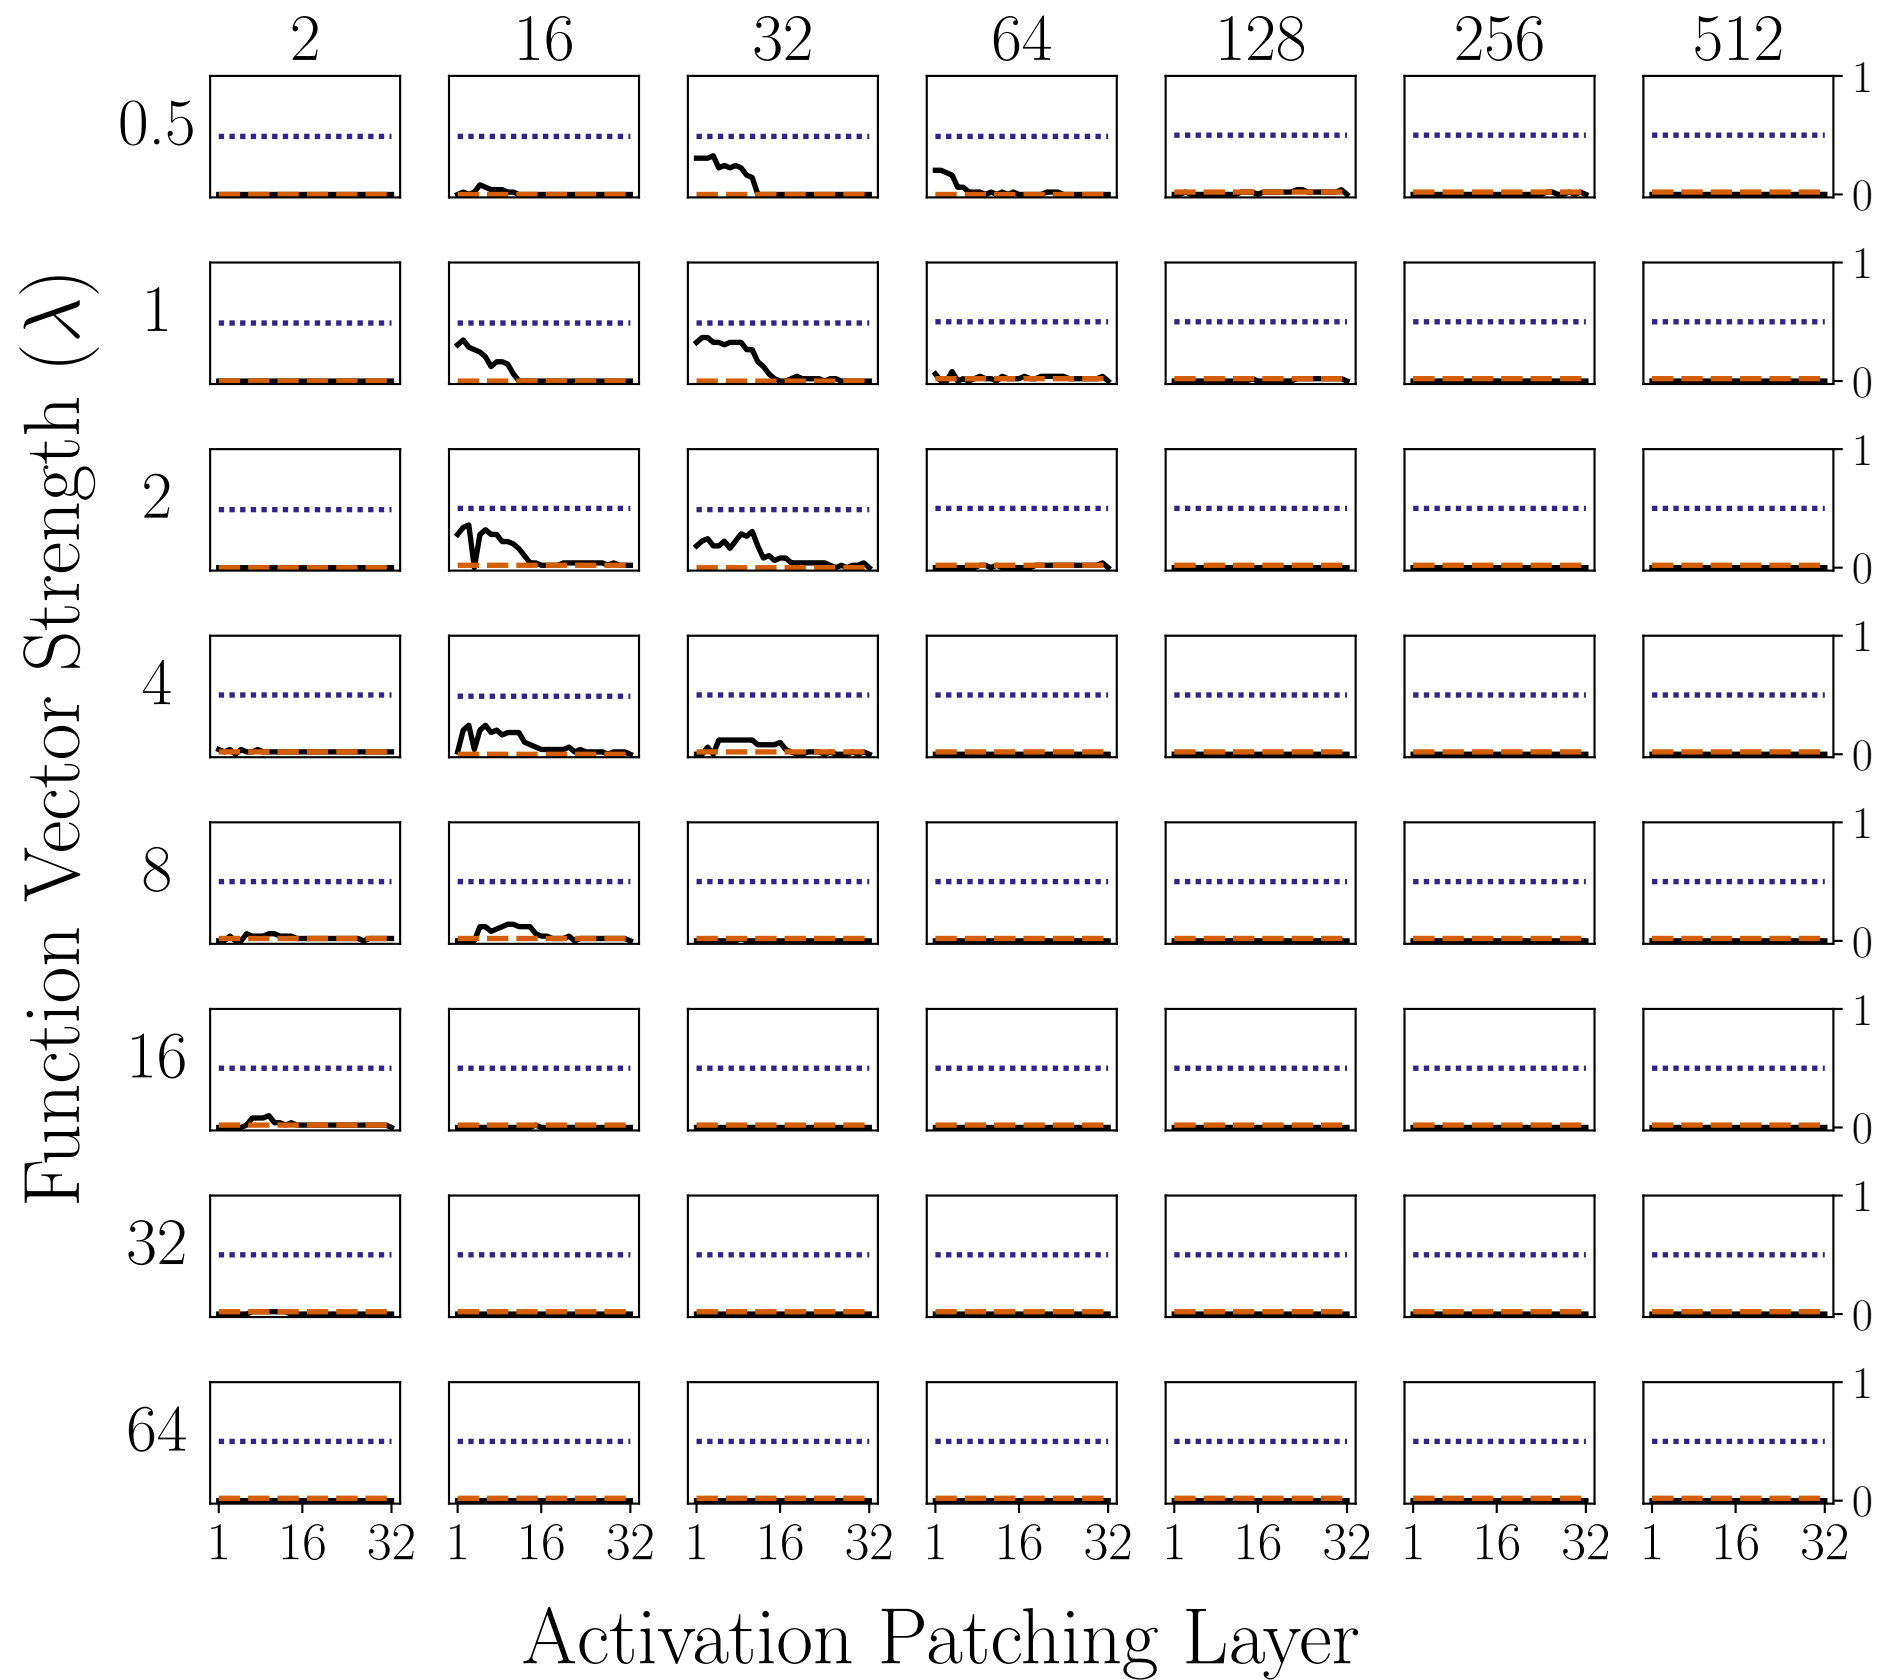 2 16 32 64 128 256 512
Function Vector Strength (λ)
0.5 1 0
1 1 0
2 1 0
4 1 0
8 1 0
16 1 0
32 1 0
64 1 0
1 16 32 1 16 32 1 16 32 1 16 32 1 16 32 1 16 32 1 16 32
Activation Patching Layer